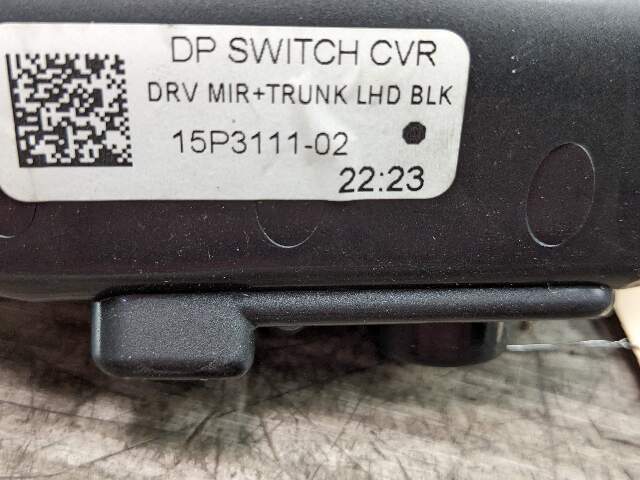 DP SWITCH CVR
DRV MIR+TRUNK LHD BLK
15P3111-02
22:23